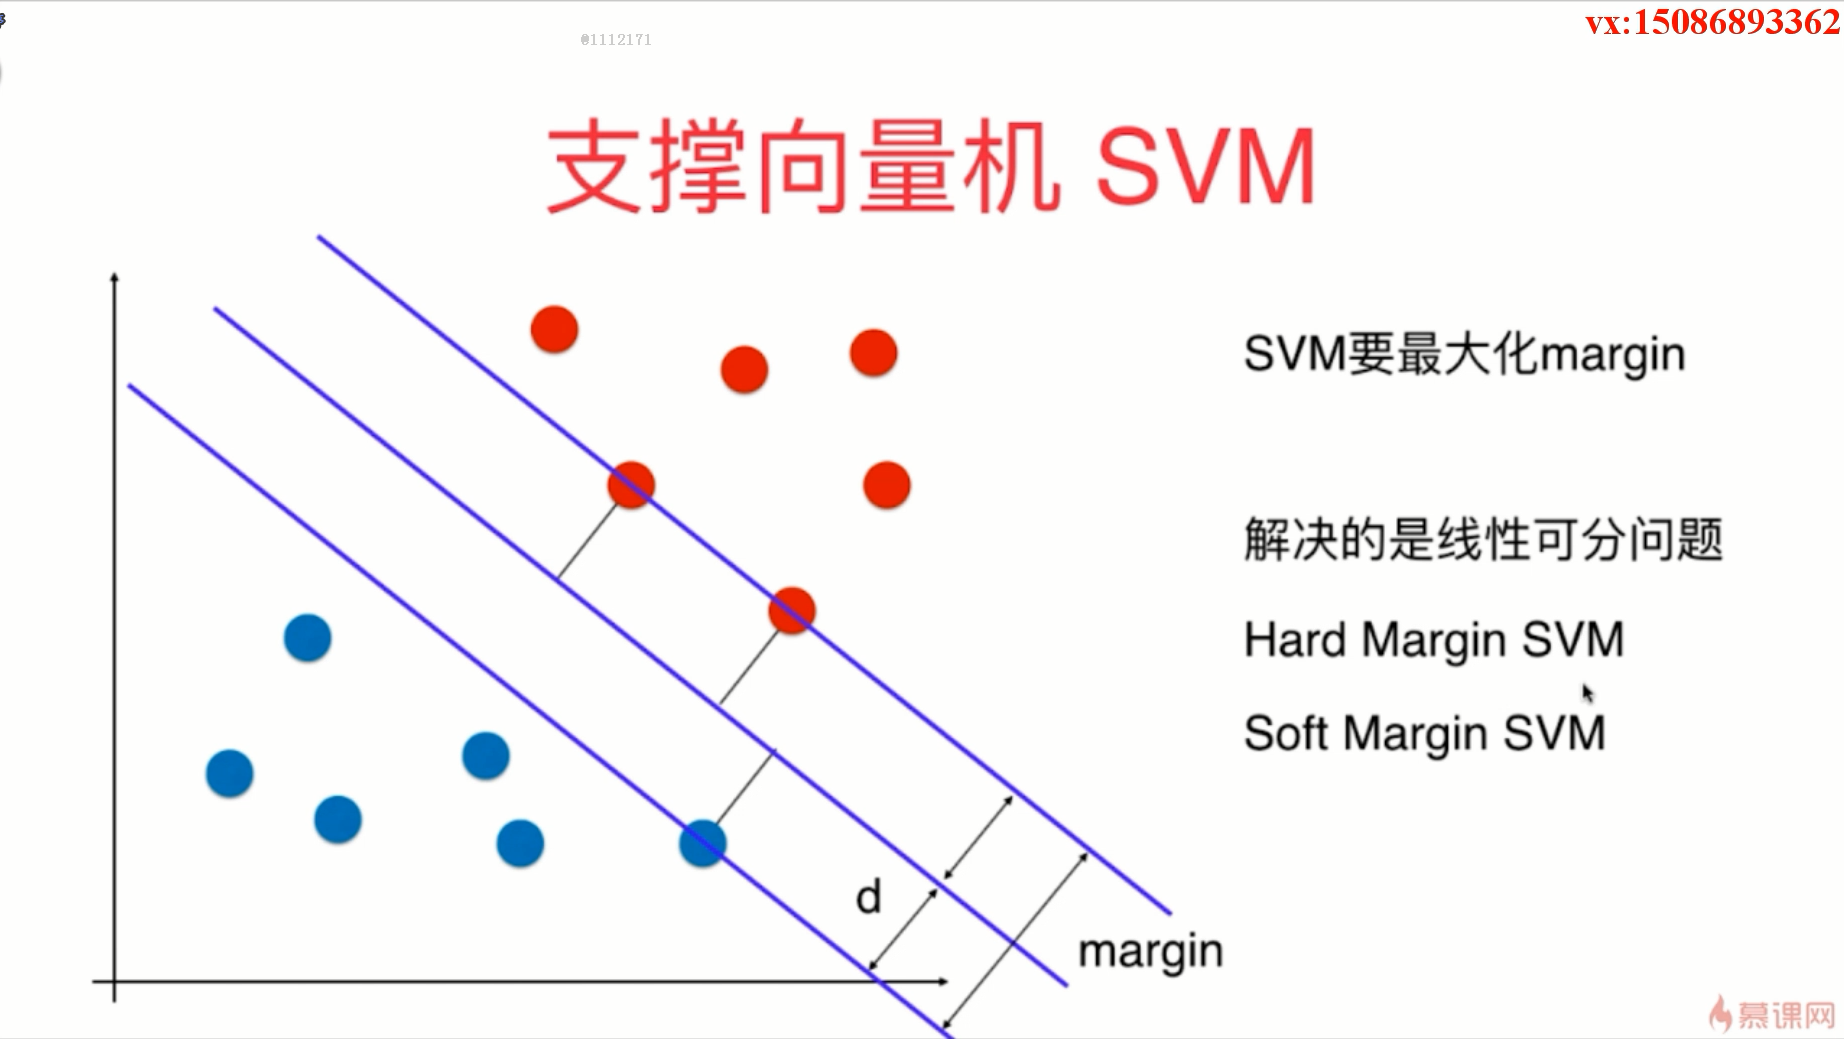 vx:15086893362
@1112171
支撑向量机 SVM
SVM要最大化margin
解决的是线性可分问题
Hard Margin SVM
Soft Margin SVM
d
margin
慕课网